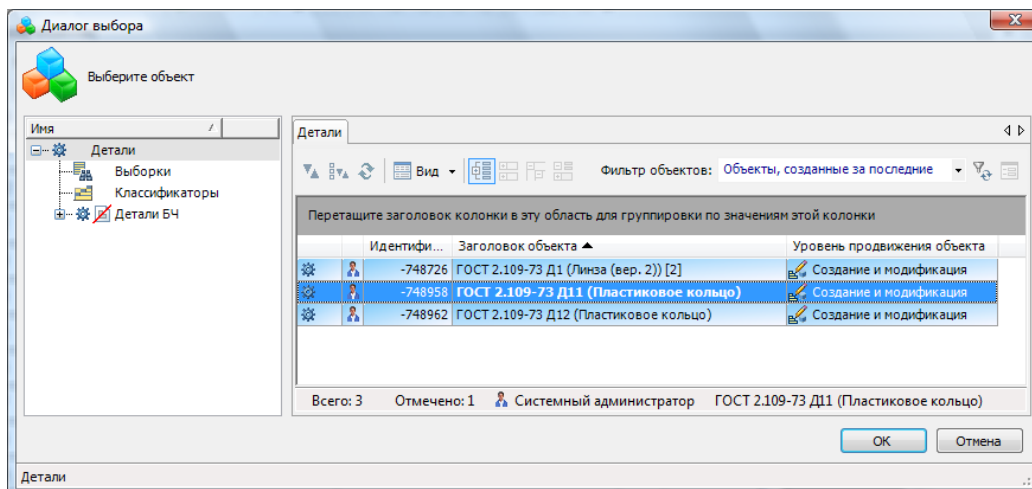 Диалог выбора
Выберите объект
Имя
Детали
Выборки
Классификаторы
Детали БЧ
Детали
Вид
Фильтр объектов: Объекты, созданные за последние
Перетащите заголовок колонки в эту область для группировки по значениям этой колонки
Идентифи... Заголовок объекта Уровень продвижения объекта
-748726 ГОСТ 2.109-73 Д1 (Линза (вер. 2)) [2] Создание и модификация
-748958 ГОСТ 2.109-73 Д11 (Пластиковое кольцо) Создание и модификация
-748962 ГОСТ 2.109-73 Д12 (Пластиковое кольцо) Создание и модификация
Всего: 3 Отмечено: 1 Системный администратор ГОСТ 2.109-73 Д11 (Пластиковое кольцо)
ОК Отмена
Детали